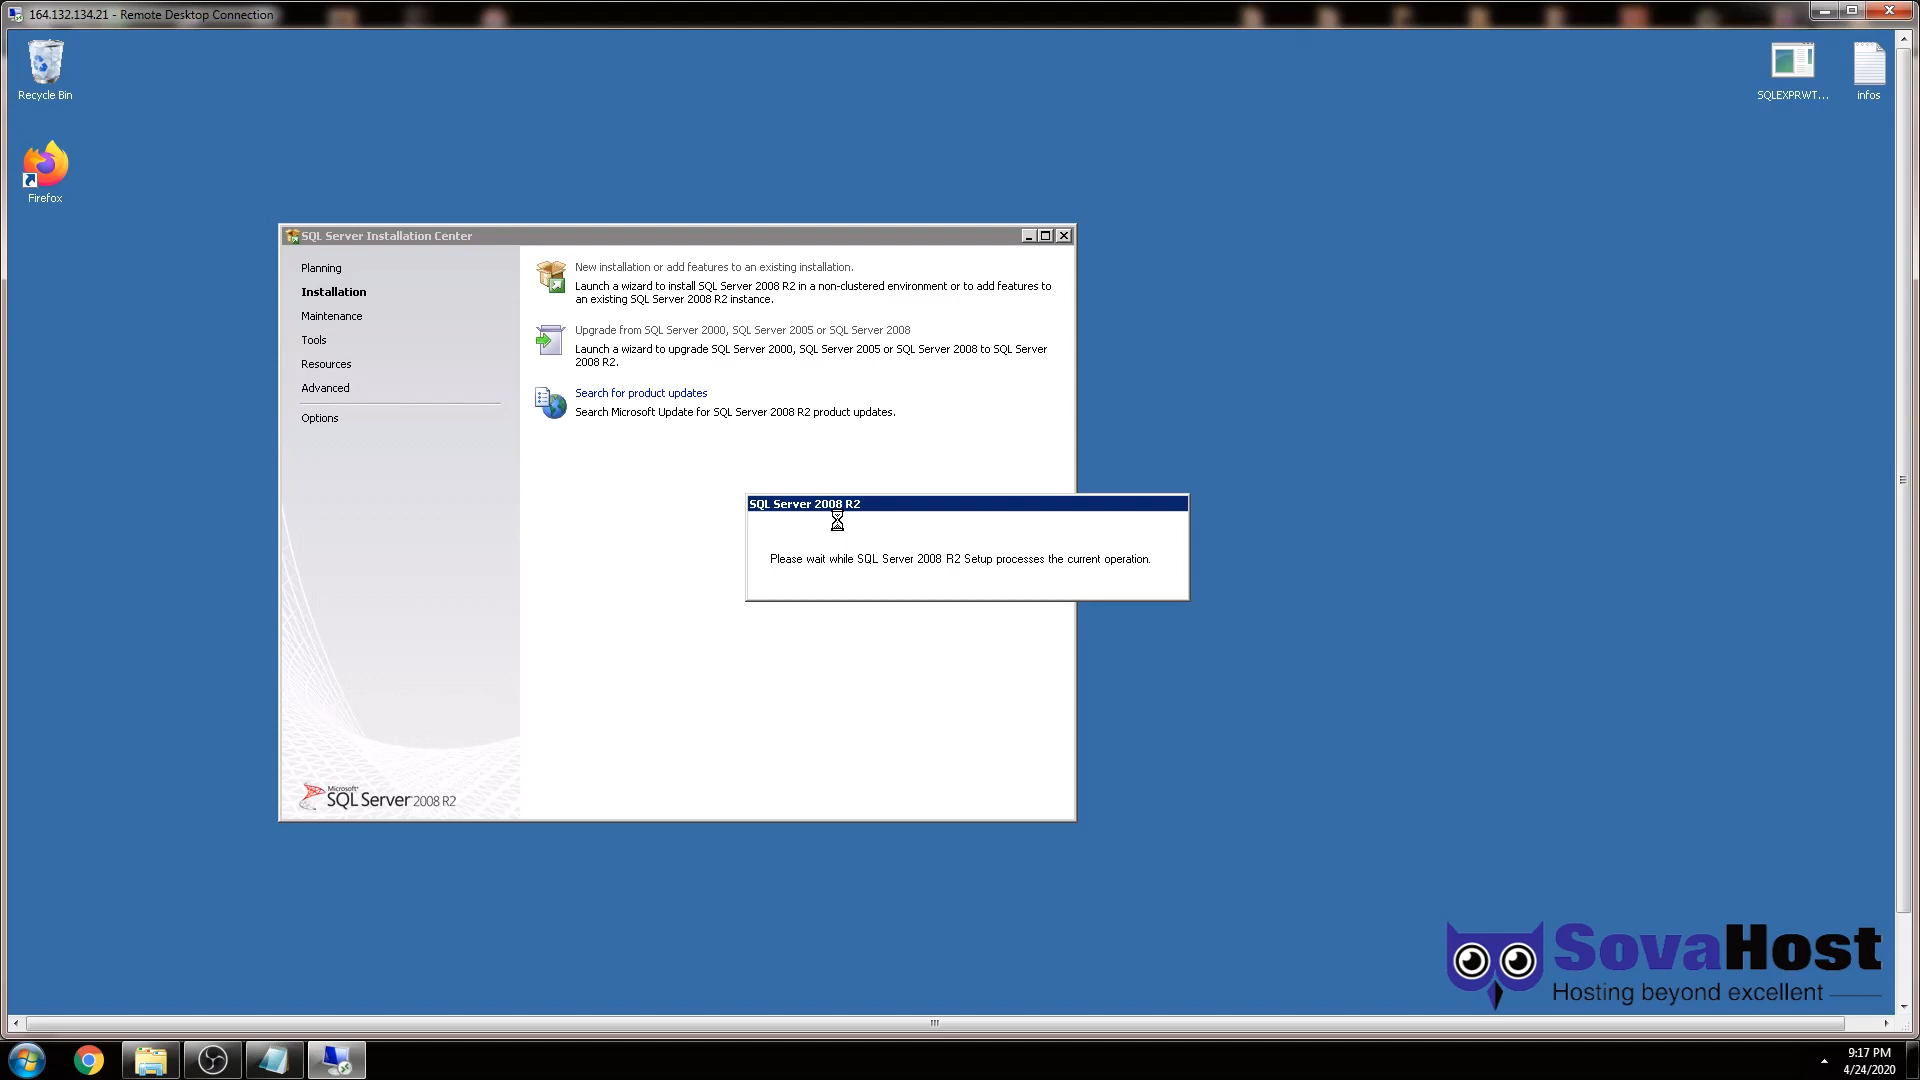 164.132.134.21 - Remote Desktop Connection
Recycle Bin
Firefox
SQLEXPRWT...
infos
SQL Server Installation Center
Planning
Installation
Maintenance
Tools
Resources
Advanced
Options
New installation or add features to an existing installation.
Launch a wizard to install SQL Server 2008 R2 in a non-clustered environment or to add features to
an existing SQL Server 2008 R2 instance.
Upgrade from SQL Server 2000, SQL Server 2005 or SQL Server 2008
Launch a wizard to upgrade SQL Server 2000, SQL Server 2005 or SQL Server 2008 to SQL Server
2008 R2.
Search for product updates
Search Microsoft Update for SQL Server 2008 R2 product updates.
SQL Server 2008 R2
Please wait while SQL Server 2008 R2 Setup processes the current operation.
Microsoft®
SQL Server 2008 R2
SovaHost
Hosting beyond excellent
9:17 PM
4/24/2020